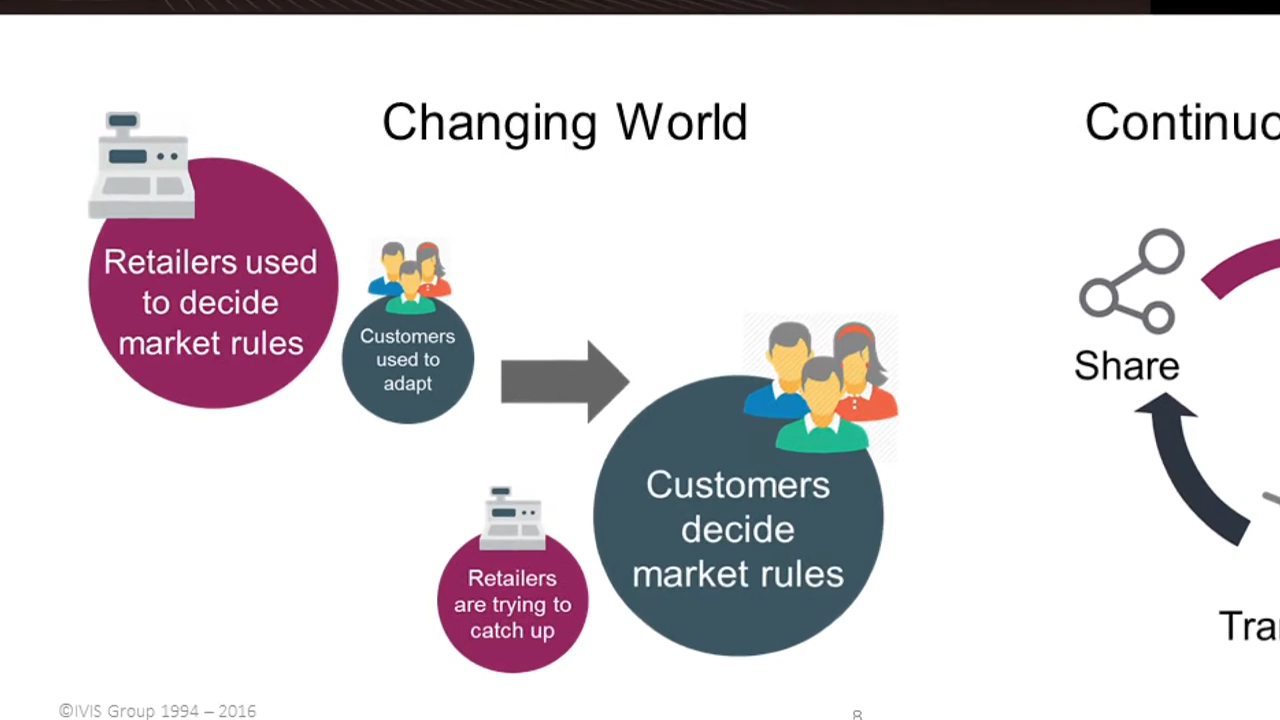 Changing World
Retailers used
to decide
market rules
Customers
used to
adapt
Customers
decide
market rules
Retailers
are trying to
catch up
Continuo
Share
Tra
©IVIS Group 1994 – 2016
8